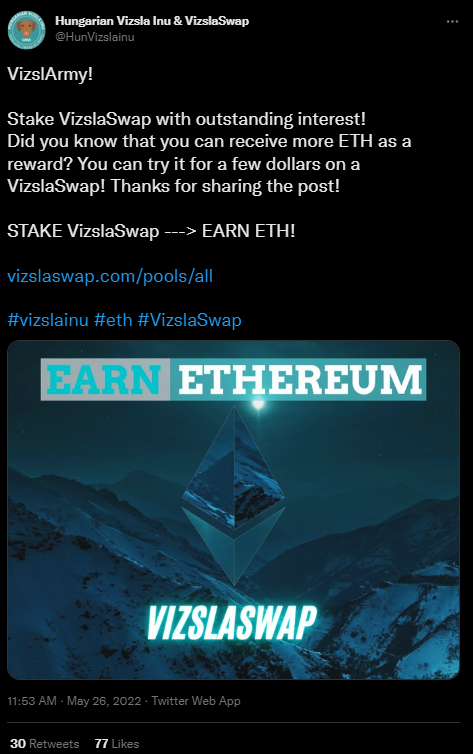 Hungarian Vizsla Inu & VizslaSwap
@HunVizslainu
VizslArmy!
Stake VizslaSwap with outstanding interest!
Did you know that you can receive more ETH as a
reward? You can try it for a few dollars on a
VizslaSwap! Thanks for sharing the post!
STAKE VizslaSwap ---> EARN ETH!
vizslaswap.com/pools/all
#vizslainu #eth #VizslaSwap
EARN ETHEREUM
VIZSLASWAP
11:53 AM · May 26, 2022 · Twitter Web App
30 Retweets 77 Likes